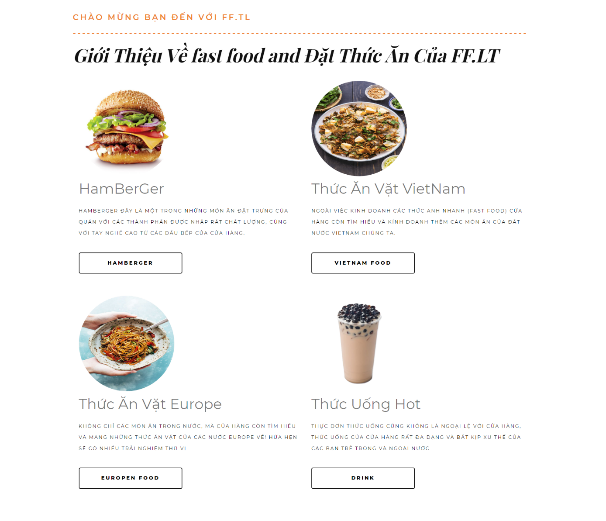 CHÀO MỪNG BẠN ĐẾN VỚI FF.TL
Giới Thiệu Về fast food and Đặt Thức Ăn Của FF.LT
HamBerGer
HAMBERGER ĐÂY LÀ MỘT TRONG NHỮNG MÓN ĂN ĐẶT TRƯNG CỦA
QUÁN VỚI CÁC THÀNH PHẦN ĐƯỢC NHẬP RẤT CHẤT LƯỢNG. CÙNG
VỚI TAY NGHỀ CAO TỪ CÁC ĐẦU BẾP CỦA CỬA HÀNG.
HAMBERGER
Thức Ăn Vặt VietNam
NGOÀI VIỆC KINH DOANH CÁC THỨC ANH NHANH (FAST FOOD) CỬA
HÀNG CÒN TÌM HIỂU VÀ KINH DOANH THÊM CÁC MÓN ĂN CỦA ĐẤT
NƯỚC VIETNAM CHÚNG TA.
VIETNAM FOOD
Thức Ăn Vặt Europe
KHÔNG CHỈ CÁC MÓN ĂN TRONG NƯỚC, MÀ CỬA HÀNG CÒN TÌM HIỂU
VÀ MANG NHỮNG THỨC ĂN VẶT CỦA CÁC NƯỚC EUROPE VỀ! HỨA HẸN
SẼ CÓ NHIỀU TRẢI NGHIỆM THÚ VỊ
EUROPEN FOOD
Thức Uống Hot
THỰC ĐƠN THỨC UỐNG CŨNG KHÔNG LÀ NGOẠI LỆ VỚI CỬA HÀNG,
THỨC UỐNG CỦA CỬA HÀNG RẤT ĐA DẠNG VÀ BẮT KỊP XU THẾ CỦA
CÁC BẠN TRẺ TRONG VÀ NGOÀI NƯỚC
DRINK